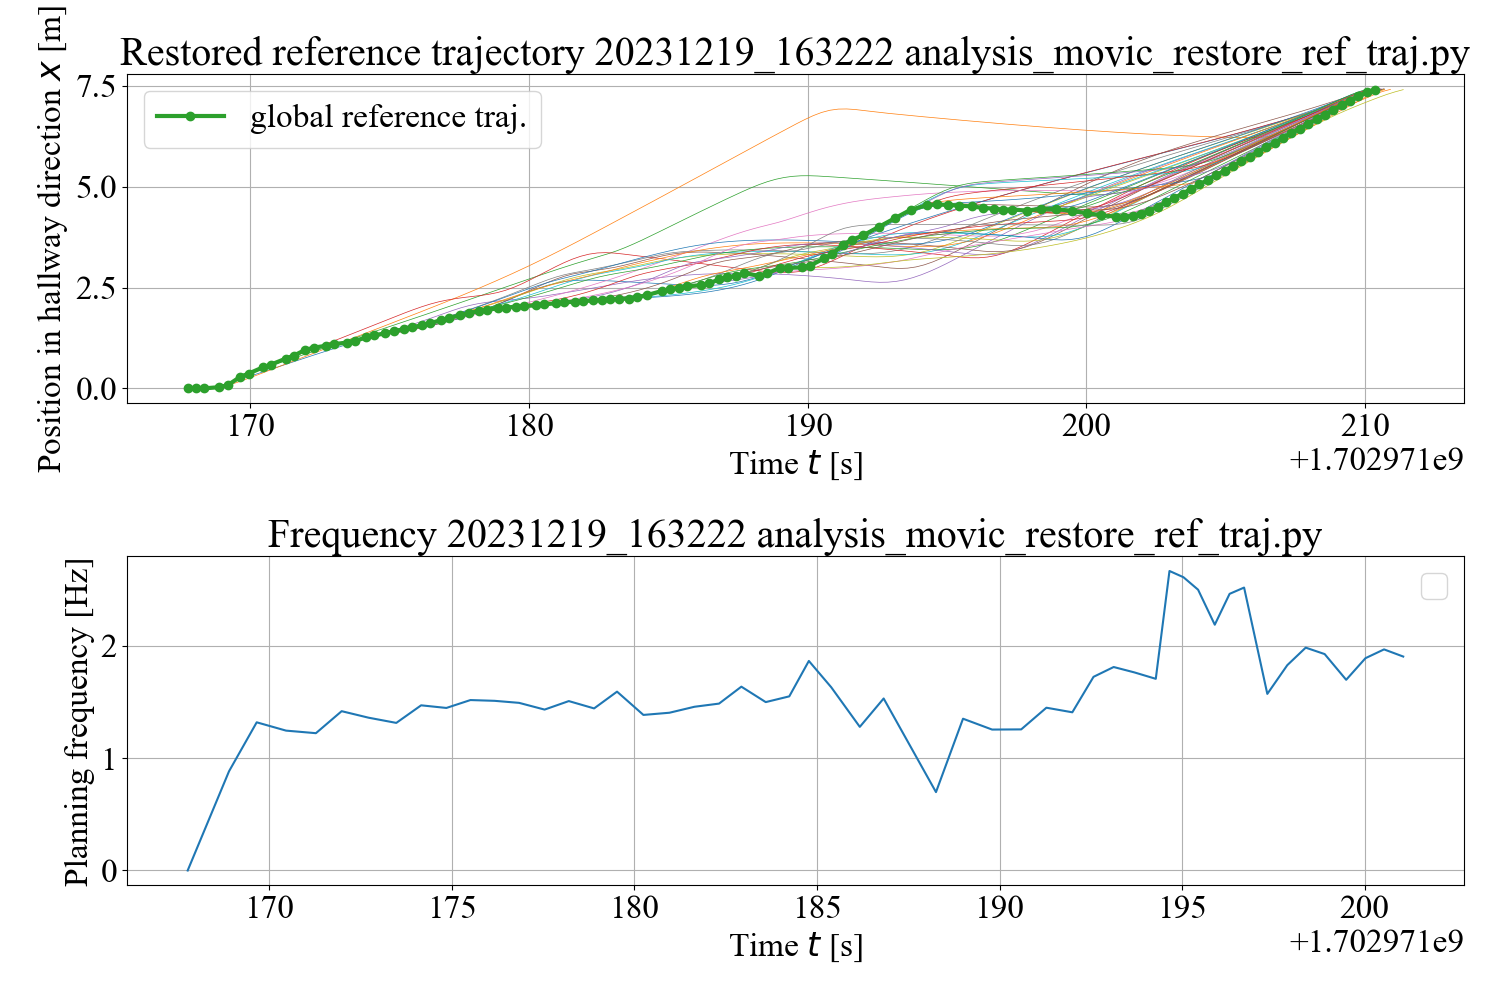 Restored reference trajectory 20231219_163222 analysis_movic_restore_ref_traj.py
Position in hallway direction x [m]
7.5
5.0
2.5
0.0
global reference traj.
170 180 190 200 210
Time t [s]
+1.702971e9
Frequency 20231219_163222 analysis_movic_restore_ref_traj.py
Planning frequency [Hz]
2
1
0
170 175 180 185 190 195 200
Time t [s]
+1.702971e9